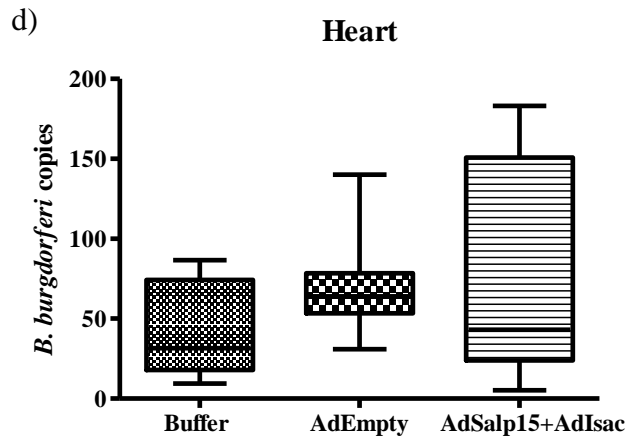 d)
Heart
B. burgdorferi copies
200
150
100
50
0
Buffer
AdEmpty
AdSalp15+AdIsac